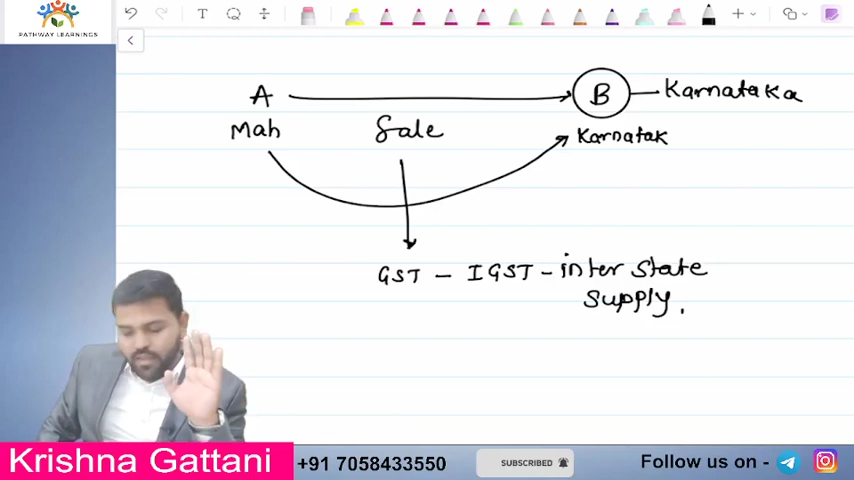 PATHWAY LEARNINGS
A
B
Karnataka
Mah
Sale
Karnatak
GST - IGST - inter State
supply.
Krishna Gattani
+91 7058433550
SUBSCRIBED
Follow us on -